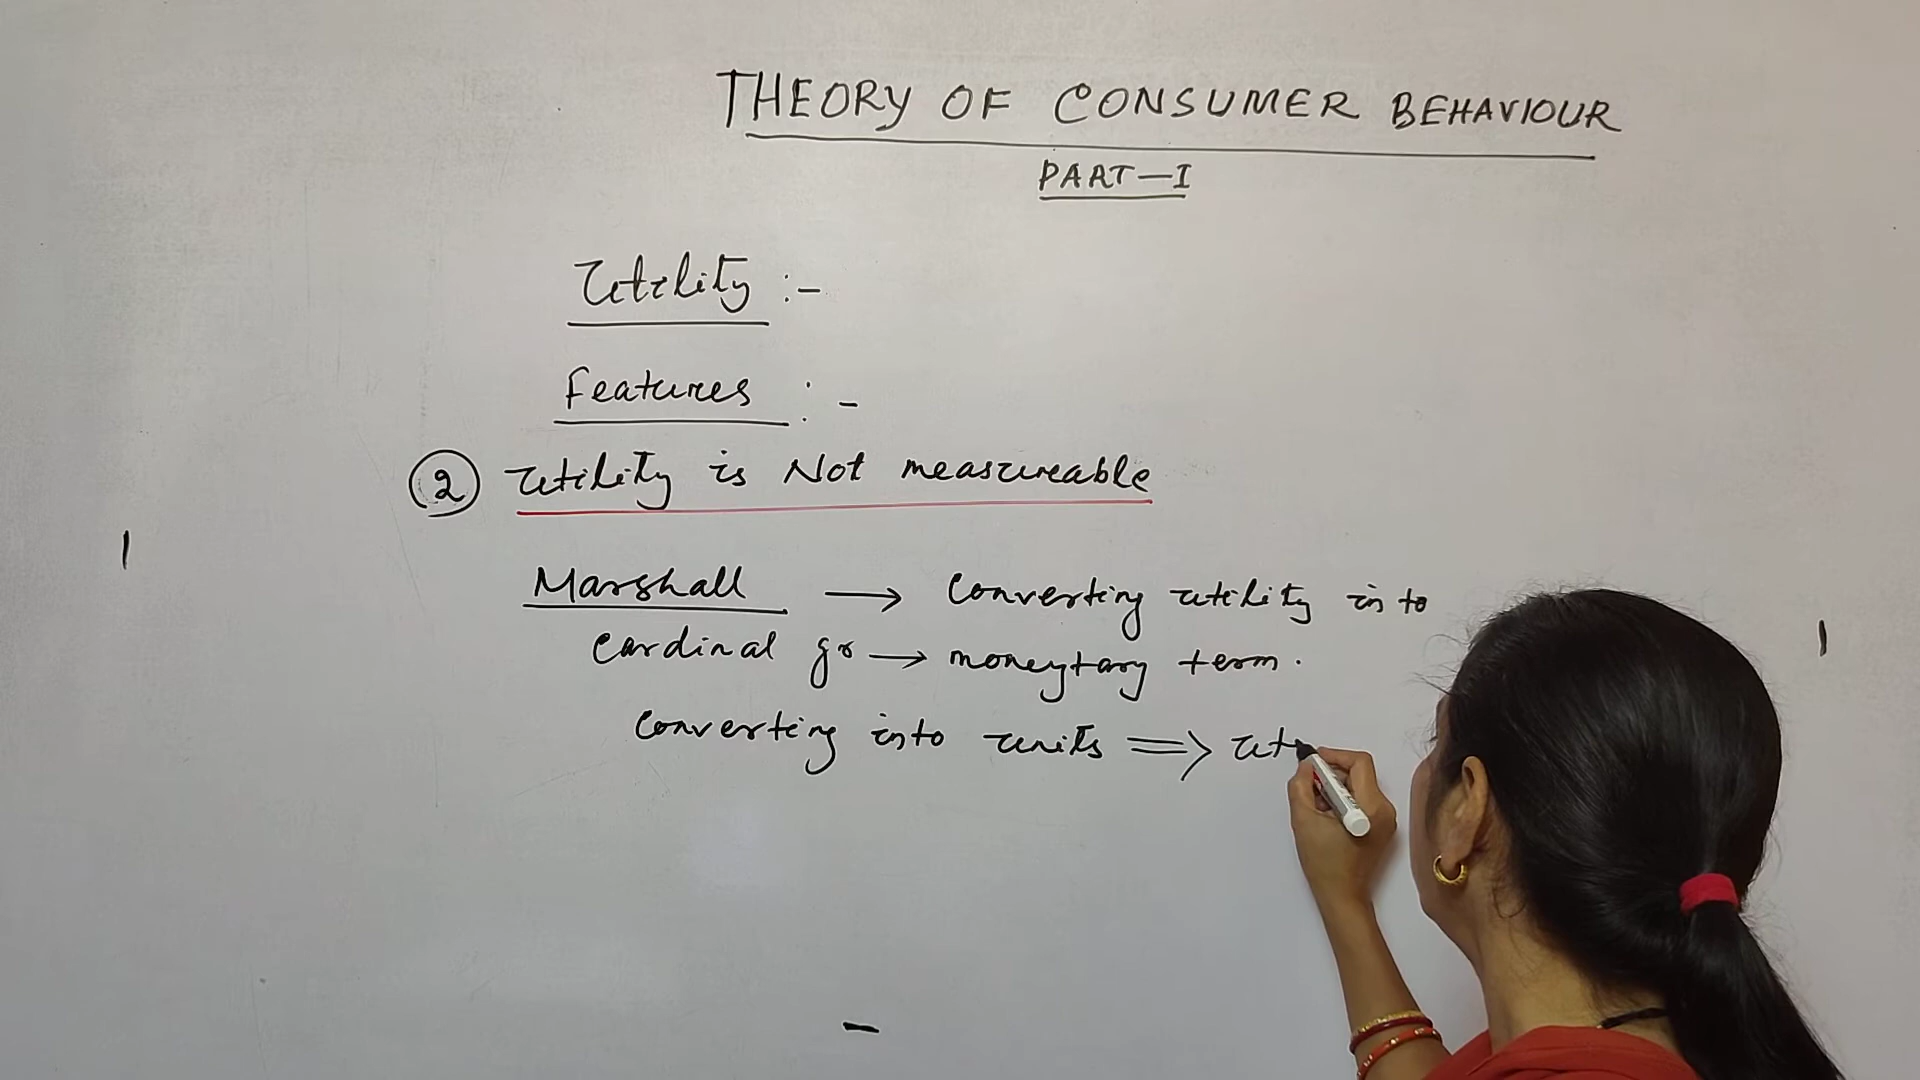 THEORY OF CONSUMER BEHAVIOUR
PART-I
Utility :-
Features :-
② Utility is Not measureable
Marshall → Converting utility into
cardinal gr → moneytary term.
Converting into units ⇒ ut